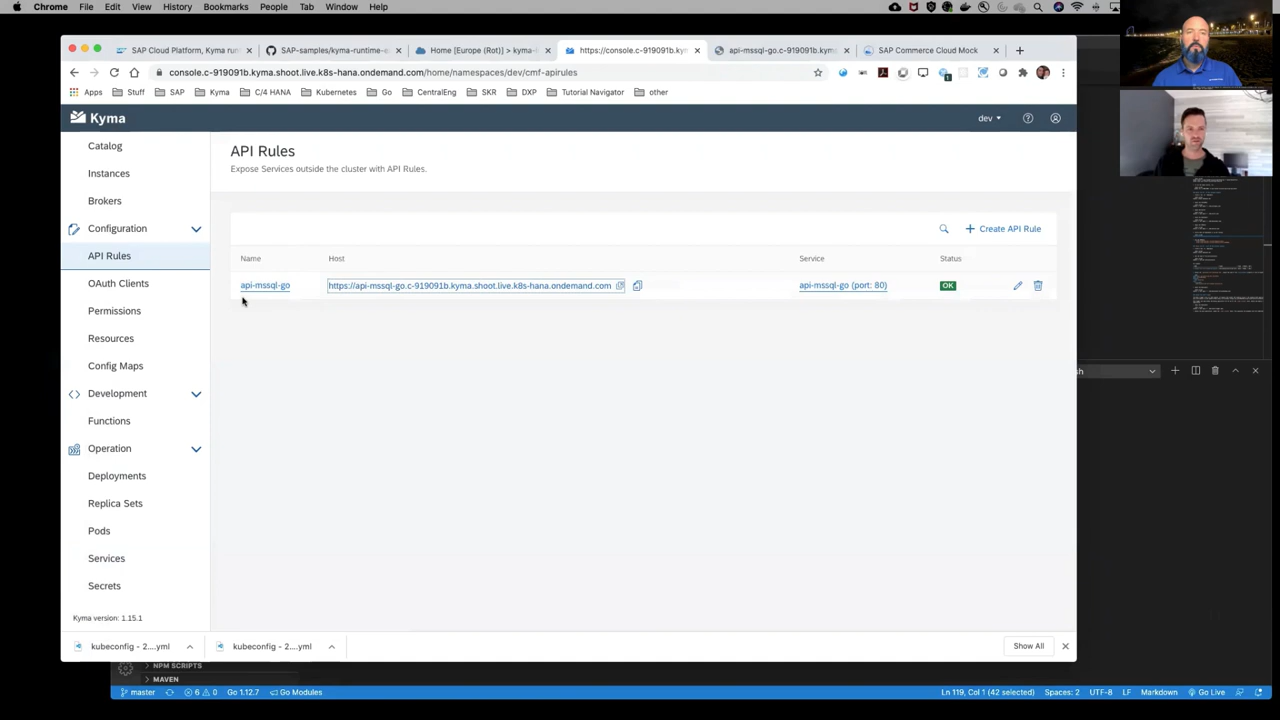 Chrome File Edit View History Bookmarks People Tab Window Help
SAP Cloud Platform, Kyma run
SAP-samples/kyma-runtime-e
Home [Europe (Rot)] > kyma-r
https://console.c-919091b.kym
api-mssql-go.c-919091b.kyma
SAP Commerce Cloud Mock
console.c-919091b.kyma.shoot.live.k8s-hana.ondemand.com/home/namespaces/dev/cmf-apirules
Apps Stuff SAP Kyma C/4 HANA Kubernetes Go CentralEng SKR DXP Tutorial Navigator other
Kyma
dev
Catalog
Instances
Brokers
Configuration
API Rules
OAuth Clients
Permissions
Resources
Config Maps
Development
Functions
Operation
Deployments
Replica Sets
Pods
Services
Secrets
Kyma version: 1.15.1
API Rules
Expose Services outside the cluster with API Rules.
+ Create API Rule
Name Host Service Status
api-mssql-go https://api-mssql-go.c-919091b.kyma.shoot.live.k8s-hana.ondemand.com api-mssql-go (port: 80) OK
kubeconfig - 2....yml
kubeconfig - 2....yml
Show All
NPM SCRIPTS
MAVEN
master 6 0 Go 1.12.7 Go Modules
Ln 119, Col 1 (42 selected) Spaces: 2 UTF-8 LF Markdown Go Live